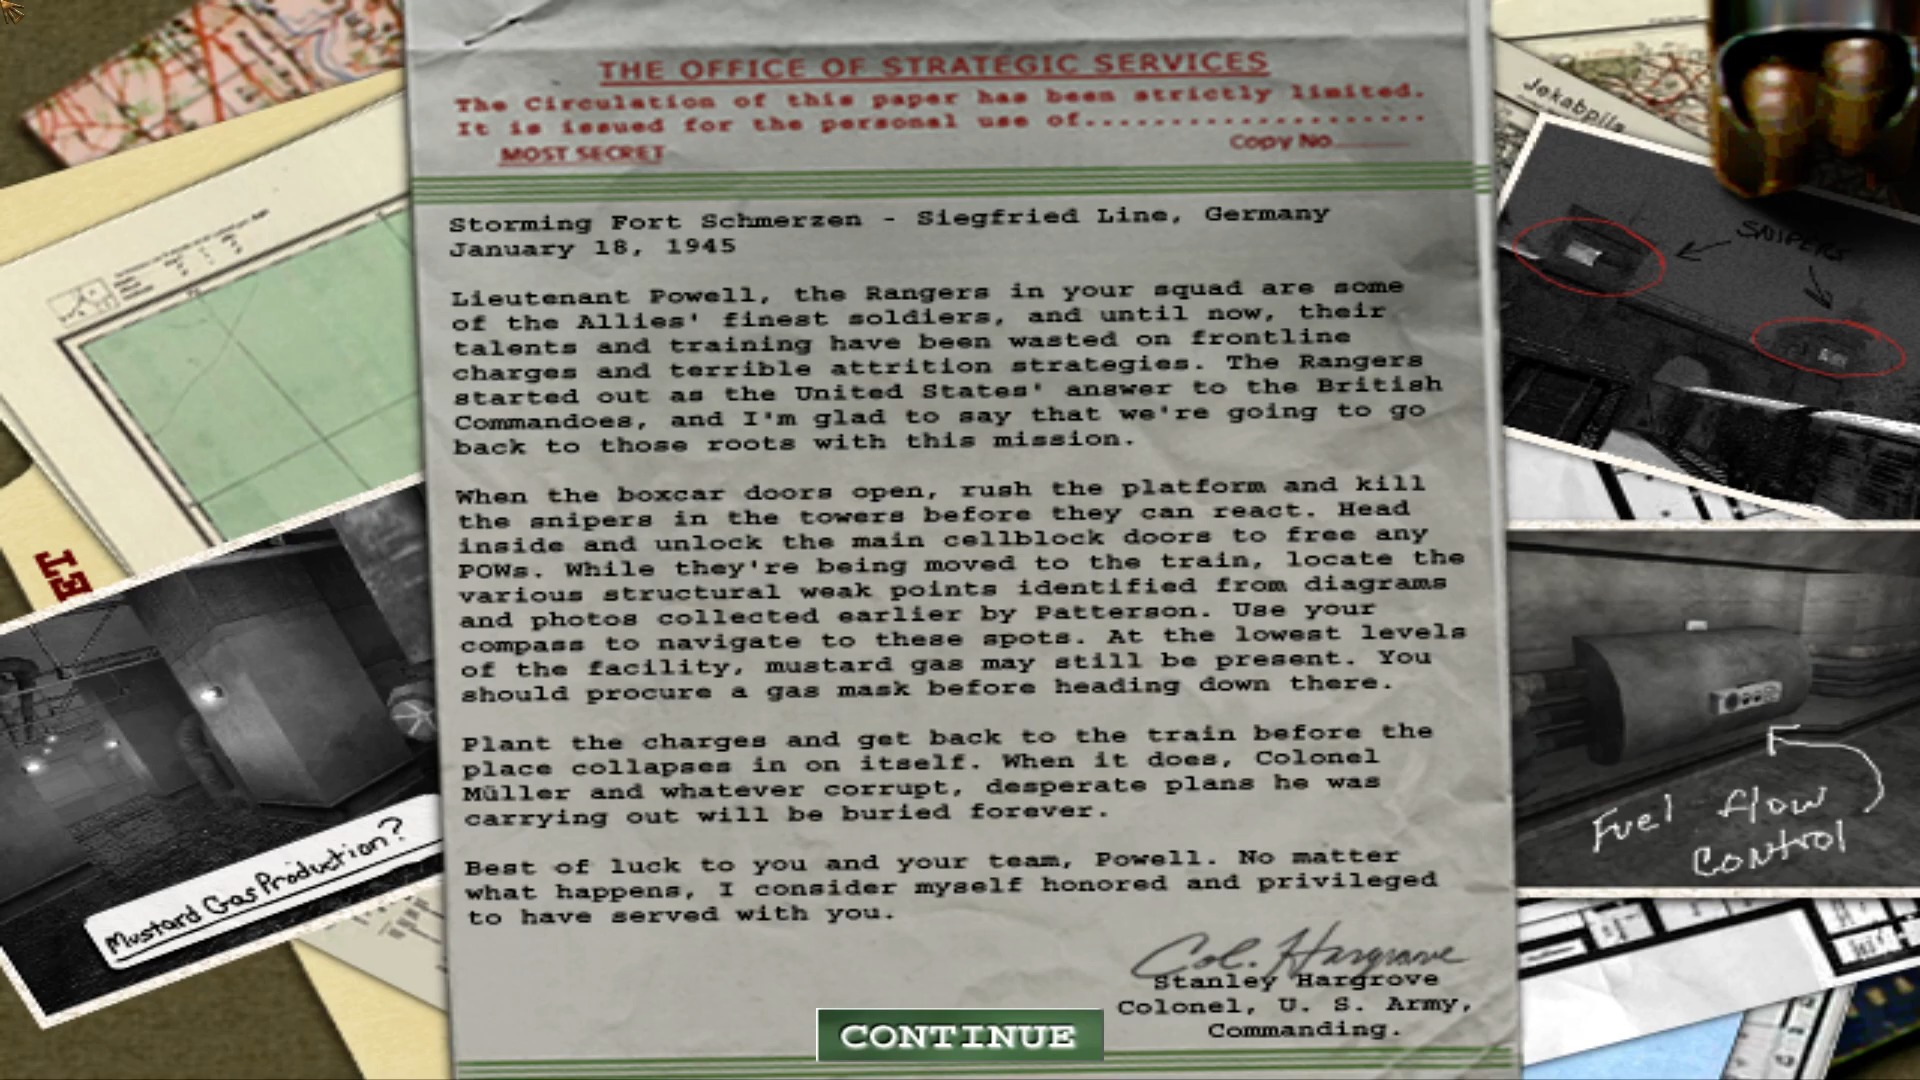 THE OFFICE OF STRATEGIC SERVICES
The Circulation of this paper has been strictly limited.
It is issued for the personal use of.....................
MOST SECRET
Copy No.
Storming Fort Schmerzen - Siegfried Line, Germany
January 18, 1945
Lieutenant Powell, the Rangers in your squad are some
of the Allies' finest soldiers, and until now, their
talents and training have been wasted on frontline
charges and terrible attrition strategies. The Rangers
started out as the United States' answer to the British
Commandoes, and I'm glad to say that we're going to go
back to those roots with this mission.
When the boxcar doors open, rush the platform and kill
the snipers in the towers before they can react. Head
inside and unlock the main cellblock doors to free any
POWs. While they're being moved to the train, locate the
various structural weak points identified from diagrams
and photos collected earlier by Patterson. Use your
compass to navigate to these spots. At the lowest levels
of the facility, mustard gas may still be present. You
should procure a gas mask before heading down there.
Plant the charges and get back to the train before the
place collapses in on itself. When it does, Colonel
Müller and whatever corrupt, desperate plans he was
carrying out will be buried forever.
Best of luck to you and your team, Powell. No matter
what happens, I consider myself honored and privileged
to have served with you.
Col. Hargrove
Stanley Hargrove
Colonel, U. S. Army,
Commanding.
CONTINUE
Mustard Gas Production?
ET
Jekabpils
SNIPERS
Fuel flow
Control